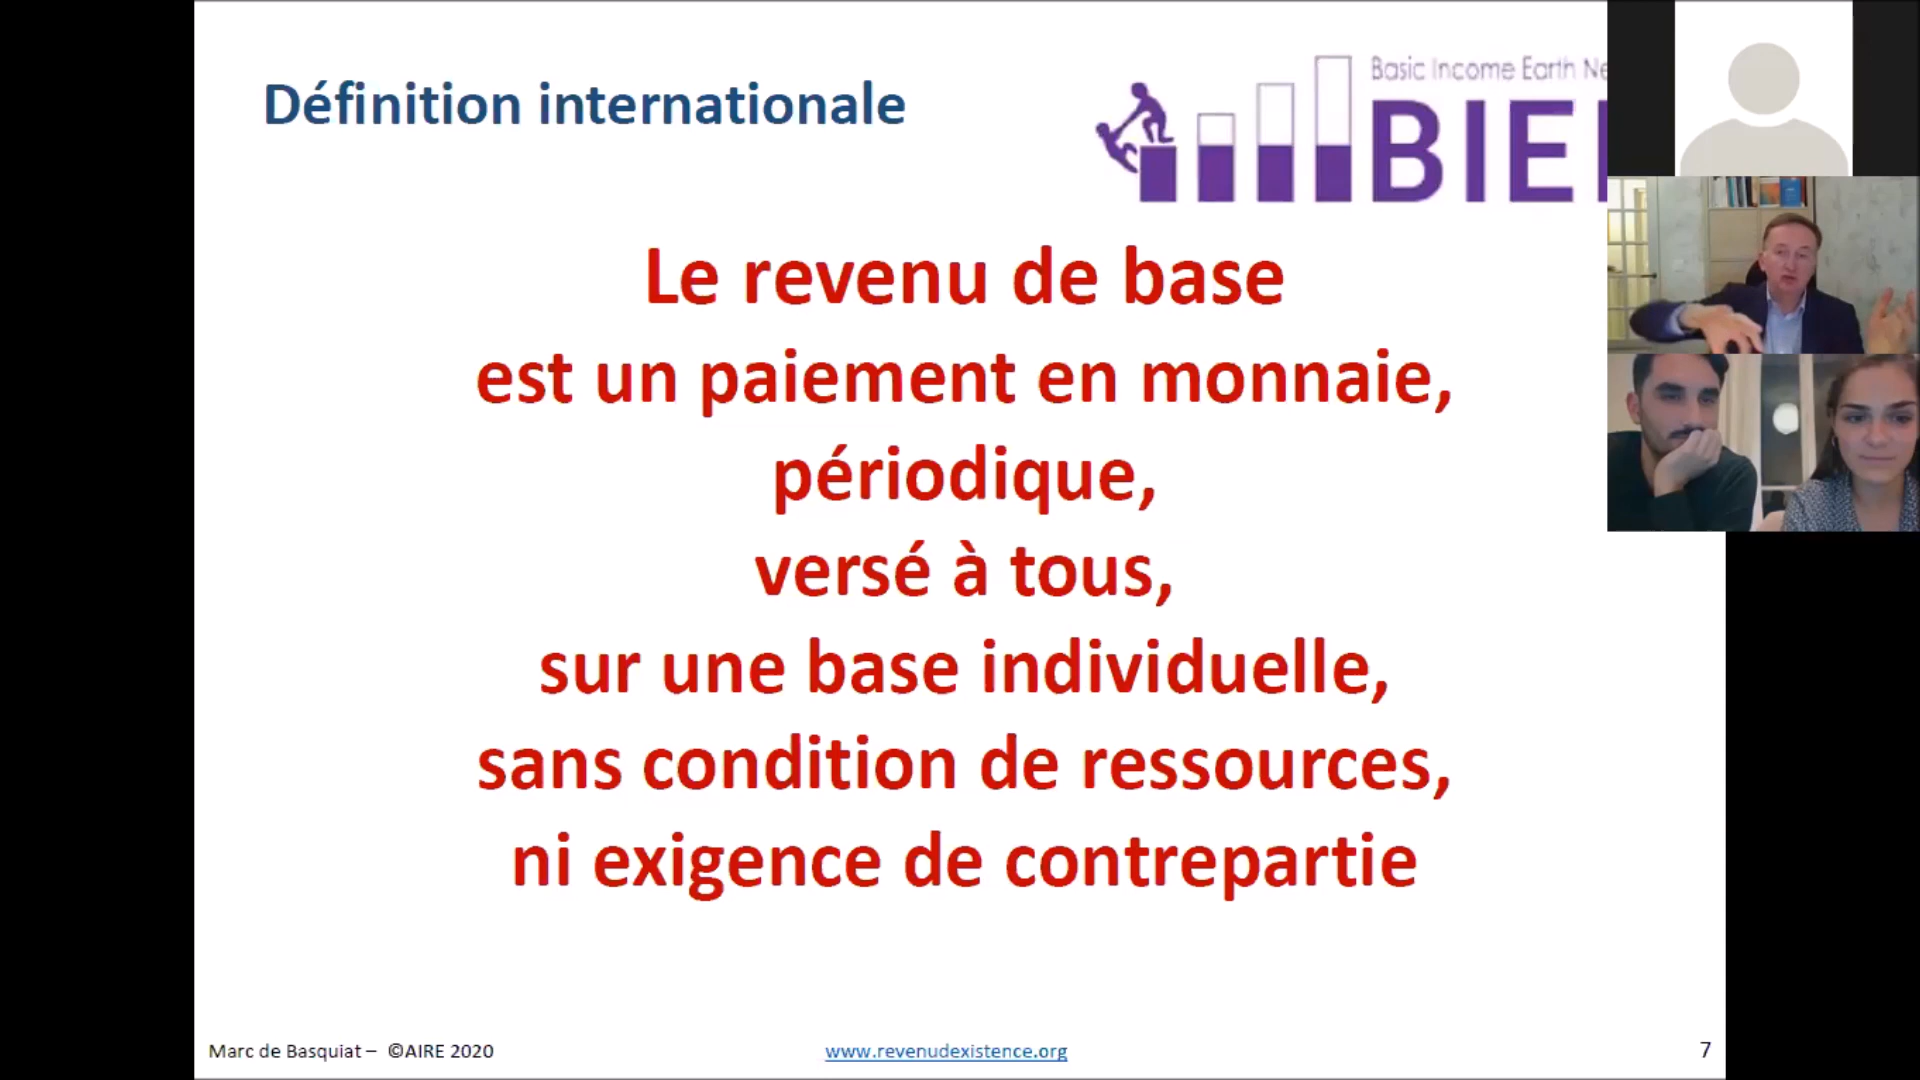 Définition internationale
Basic Income Earth
BIE
Le revenu de base
est un paiement en monnaie,
périodique,
versé à tous,
sur une base individuelle,
sans condition de ressources,
ni exigence de contrepartie
Marc de Basquiat – ©AIRE 2020
www.revenudexistence.org
7